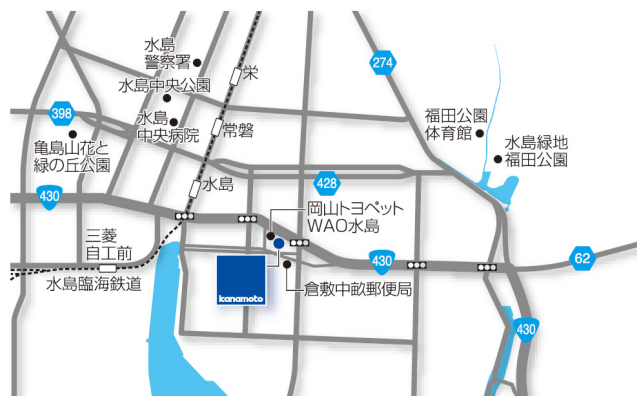 水島
警察署
栄
274
水島中央公園
398
水島
中央病院
常磐
福田公園
体育館
亀島山花と
緑の丘公園
水島緑地
福田公園
水島
428
430
岡山トヨペット
WAO水島
三菱
自工前
430
62
水島臨海鉄道
kanamoto
倉敷中畝郵便局
430